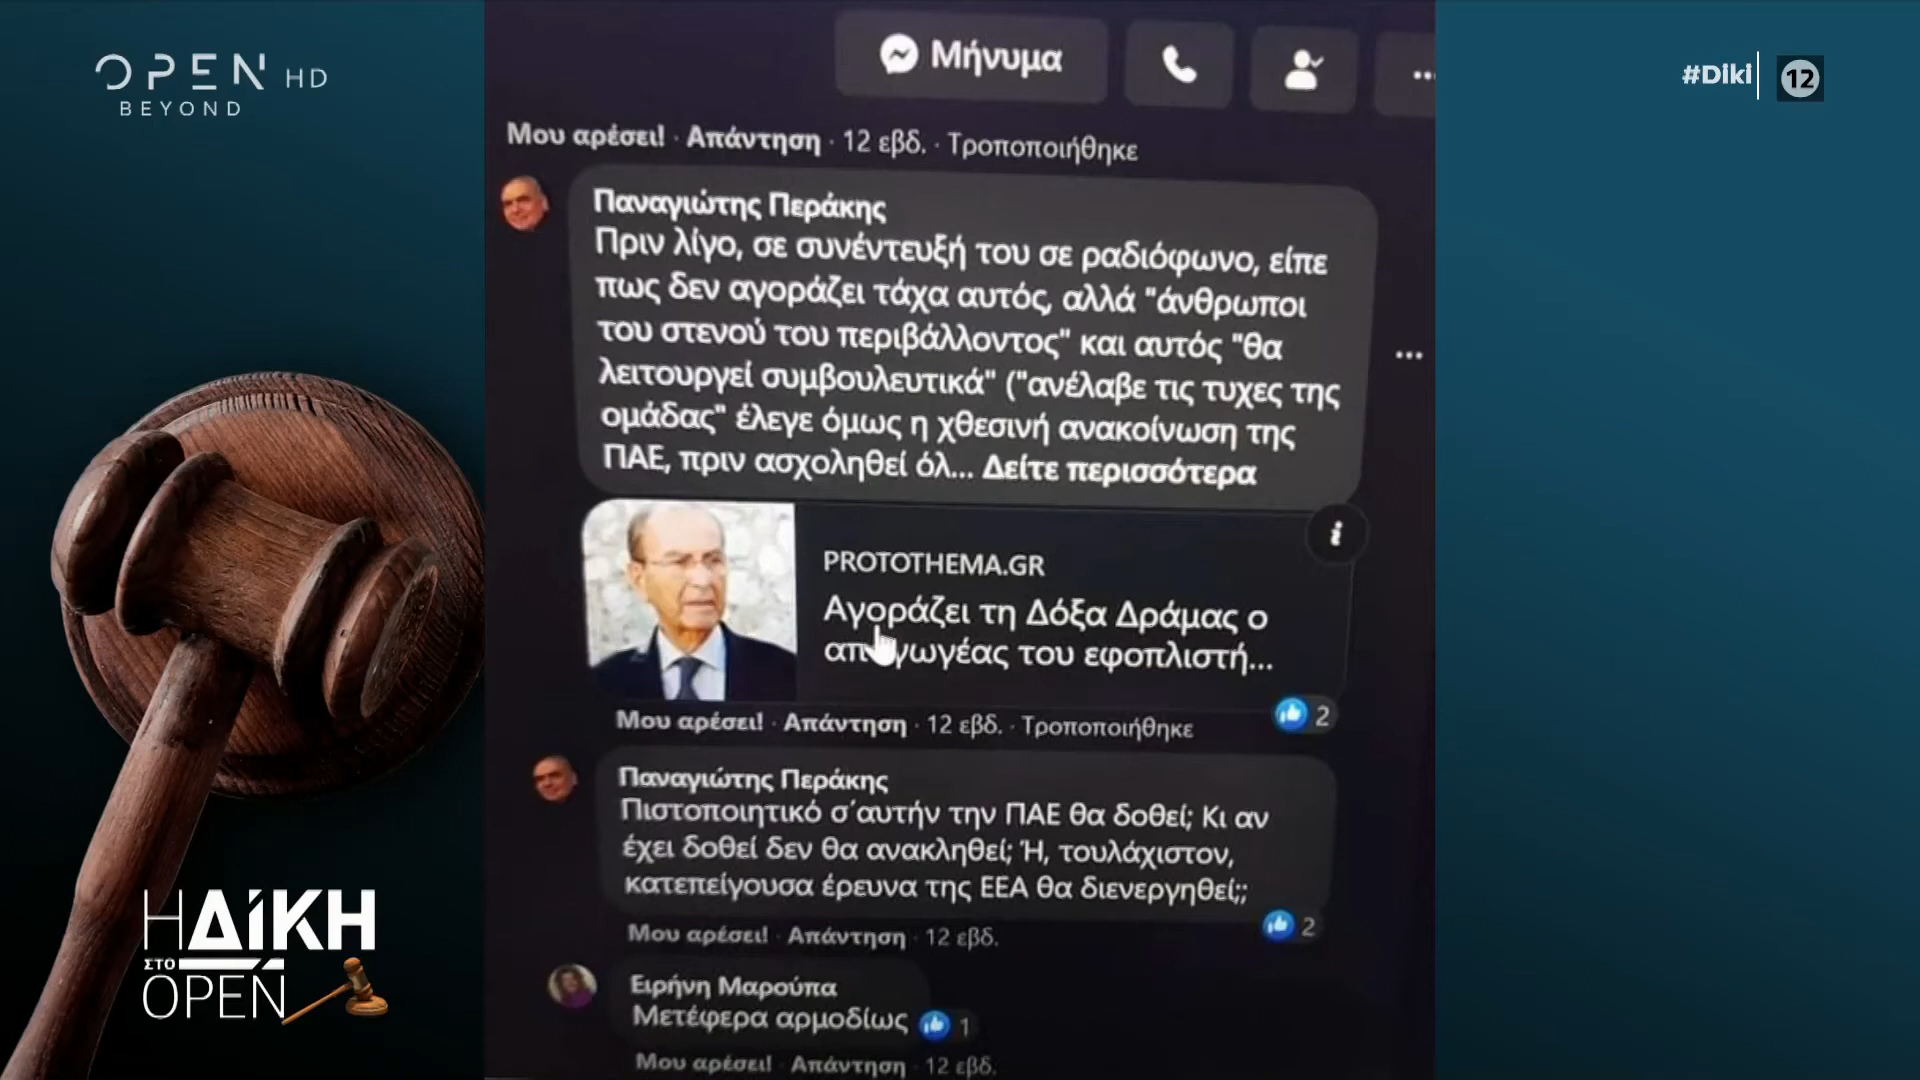 OPEN HD
BEYOND
#Diki
12
Μήνυμα
Μου αρέσει! · Απάντηση · 12 εβδ. · Τροποποιήθηκε
Παναγιώτης Περάκης
Πριν λίγο, σε συνέντευξή του σε ραδιόφωνο, είπε
πως δεν αγοράζει τάχα αυτός, αλλά "άνθρωποι
του στενού του περιβάλλοντος" και αυτός "θα
λειτουργεί συμβουλευτικά" ("ανέλαβε τις τυχες της
ομάδας" έλεγε όμως η χθεσινή ανακοίνωση της
ΠΑΕ, πριν ασχοληθεί όλ... Δείτε περισσότερα
PROTOTHEMA.GR
Αγοράζει τη Δόξα Δράμας ο
απαγωγέας του εφοπλιστή...
2
Μου αρέσει! · Απάντηση · 12 εβδ. · Τροποποιήθηκε
Παναγιώτης Περάκης
Πιστοποιητικό σ΄αυτήν την ΠΑΕ θα δοθεί; Κι αν
έχει δοθεί δεν θα ανακληθεί; Ή, τουλάχιστον,
κατεπείγουσα έρευνα της ΕΕΑ θα διενεργηθεί;;
2
Μου αρέσει! · Απάντηση · 12 εβδ.
Ειρήνη Μαρούπα
Μετέφερα αρμοδίως
1
Μου αρέσει! · Απάντηση · 12 εβδ.
Η ΔΙΚΗ
ΣΤΟ
OPEN